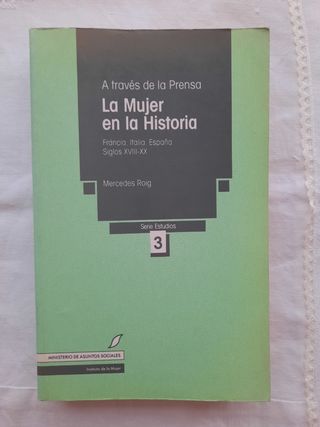 A través de la Prensa
La Mujer
en la Historia
Francia, Italia, España
Siglos XVIII-XX
Mercedes Roig
Serie Estudios
3
MINISTERIO DE ASUNTOS SOCIALES
Instituto de la Mujer